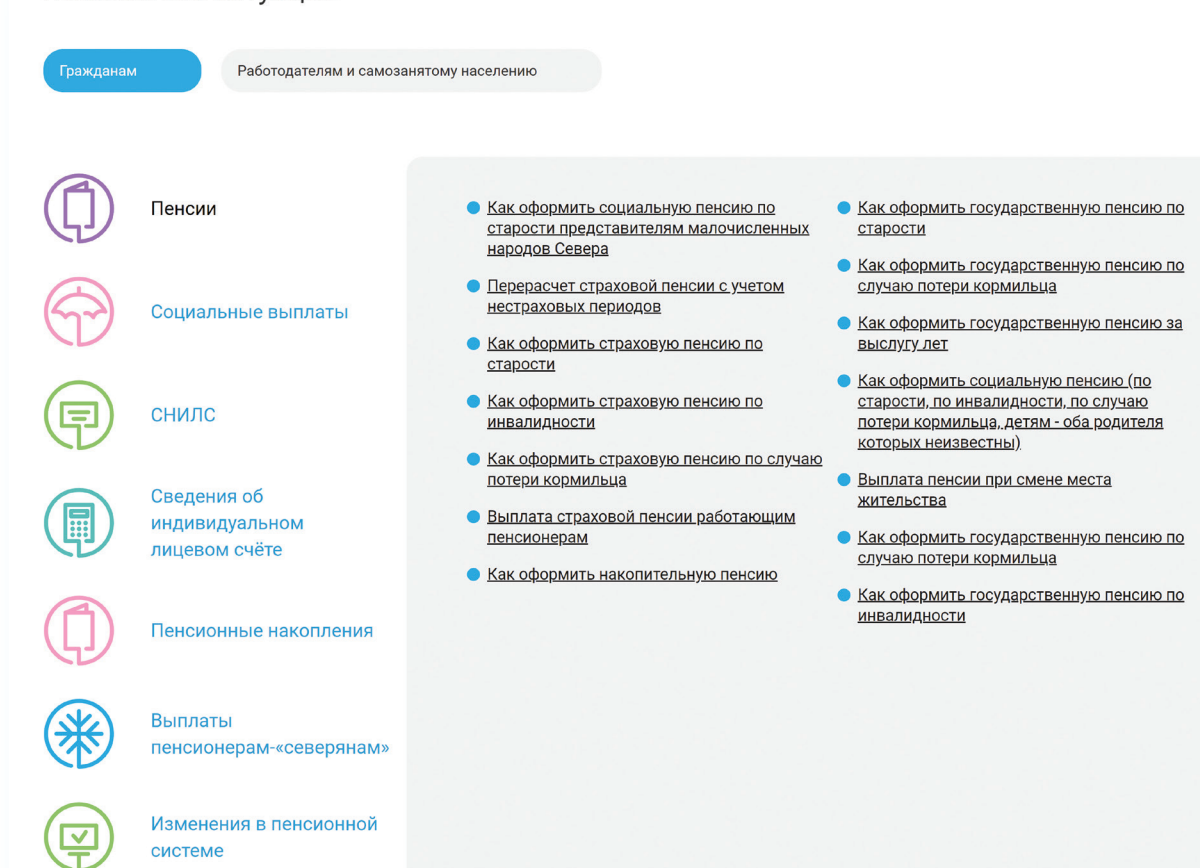 Гражданам
Работодателям и самозанятому населению
Пенсии
Социальные выплаты
СНИЛС
Сведения об
индивидуальном
лицевом счёте
Пенсионные накопления
Выплаты
пенсионерам-«северянам»
Изменения в пенсионной
системе
Как оформить социальную пенсию по
старости представителям малочисленных
народов Севера
Перерасчет страховой пенсии с учетом
нестраховых периодов
Как оформить страховую пенсию по
старости
Как оформить страховую пенсию по
инвалидности
Как оформить страховую пенсию по случаю
потери кормильца
Выплата страховой пенсии работающим
пенсионерам
Как оформить накопительную пенсию
Как оформить государственную пенсию по
старости
Как оформить государственную пенсию по
случаю потери кормильца
Как оформить государственную пенсию за
выслугу лет
Как оформить социальную пенсию (по
старости, по инвалидности, по случаю
потери кормильца, детям - оба родителя
которых неизвестны)
Выплата пенсии при смене места
жительства
Как оформить государственную пенсию по
случаю потери кормильца
Как оформить государственную пенсию по
инвалидности